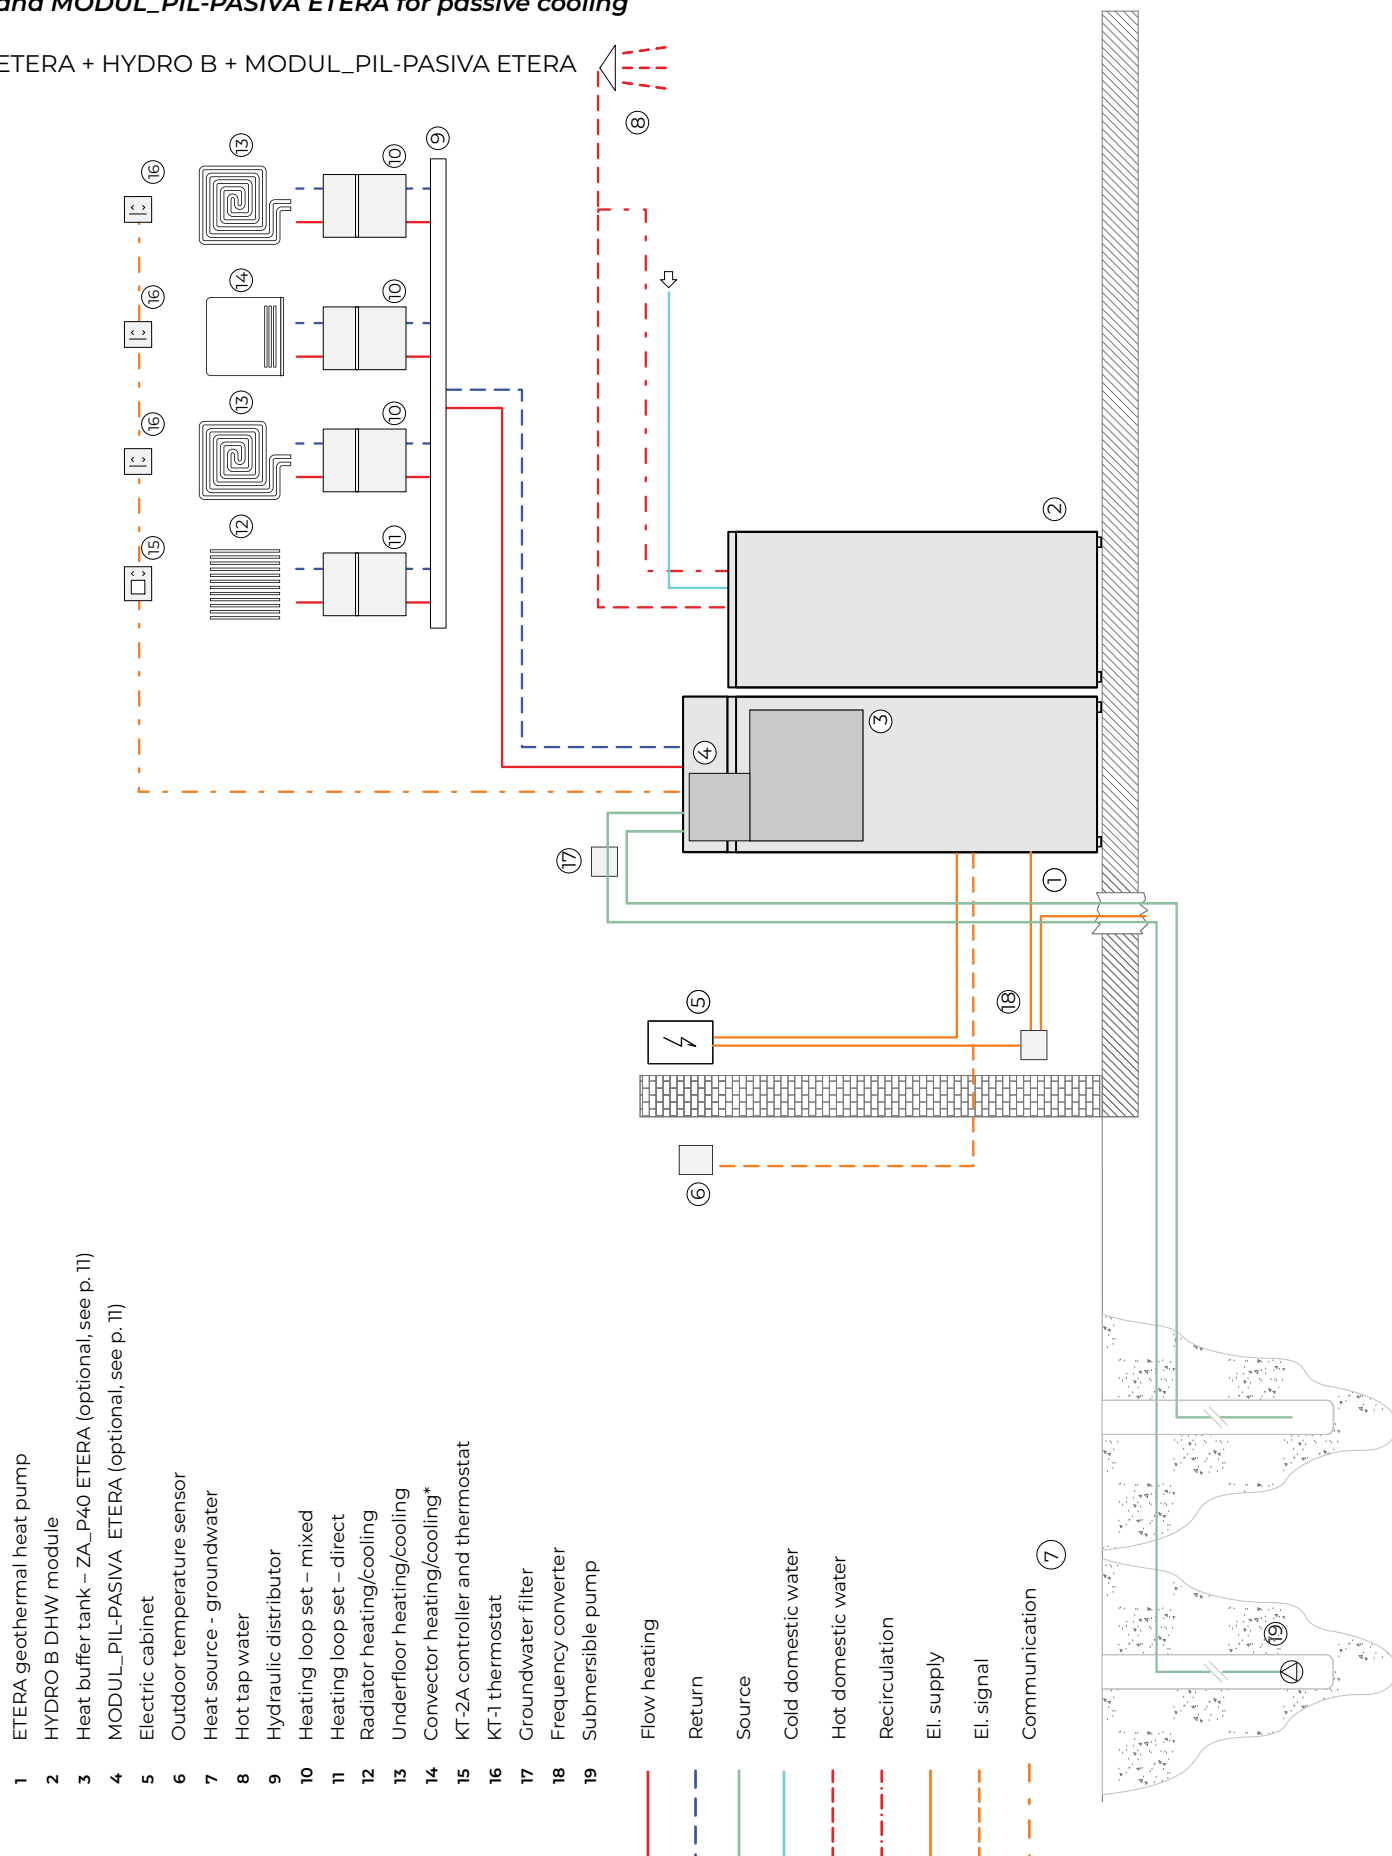 and MODUL_PIL-PASIVA ETERA for passive cooling
ETERA + HYDRO B + MODUL_PIL-PASIVA ETERA
8
13
16
9
10
14
16
10
13
16
10
12
15
11
2
3
4
17
1
5
18
6
7
19
1 ETERA geothermal heat pump
2 HYDRO B DHW module
3 Heat buffer tank – ZA_P40 ETERA (optional, see p. 11)
4 MODUL_PIL-PASIVA ETERA (optional, see p. 11)
5 Electric cabinet
6 Outdoor temperature sensor
7 Heat source - groundwater
8 Hot tap water
9 Hydraulic distributor
10 Heating loop set – mixed
11 Heating loop set – direct
12 Radiator heating/cooling
13 Underfloor heating/cooling
14 Convector heating/cooling*
15 KT-2A controller and thermostat
16 KT-1 thermostat
17 Groundwater filter
18 Frequency converter
19 Submersible pump
Flow heating
Return
Source
Cold domestic water
Hot domestic water
Recirculation
El. supply
El. signal
Communication